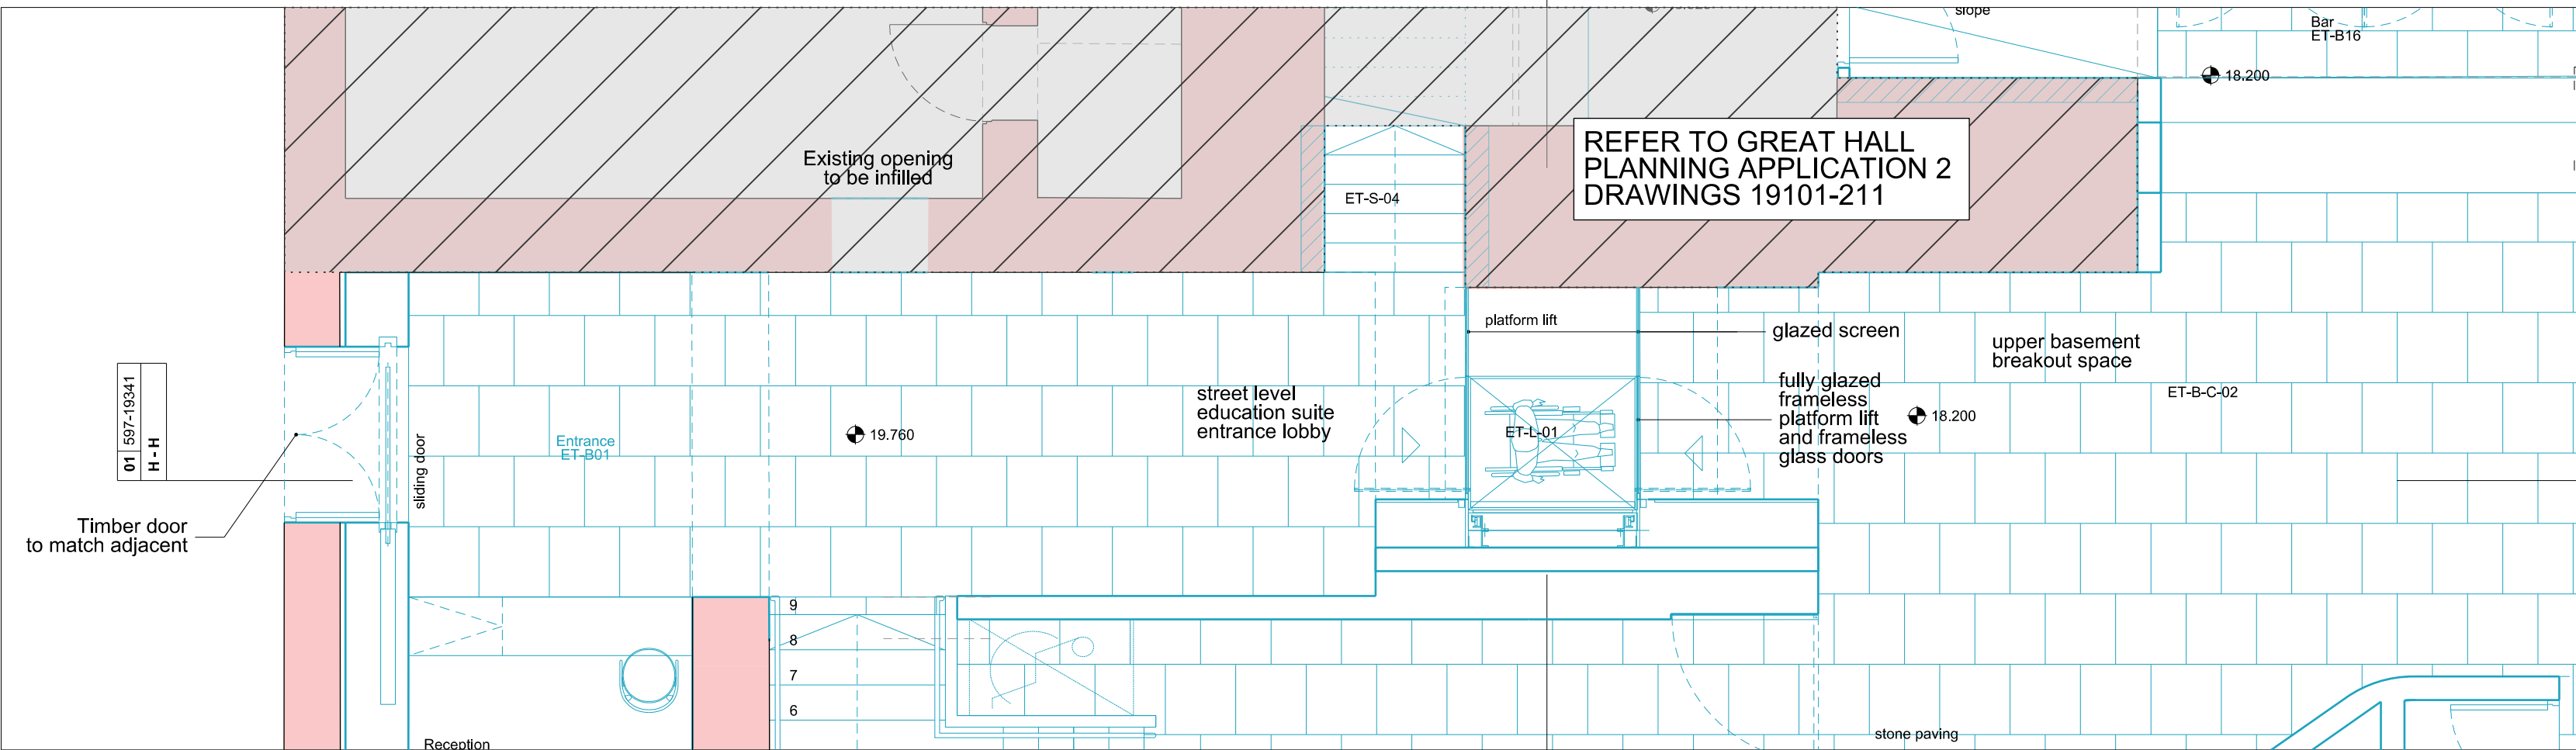 slope
Bar
ET-B16
18.200
REFER TO GREAT HALL
PLANNING APPLICATION 2
DRAWINGS 19101-211
Existing opening
to be infilled
ET-S-04
platform lift
glazed screen
upper basement
breakout space
fully glazed
frameless
platform lift
and frameless
glass doors
18.200
ET-B-C-02
street level
education suite
entrance lobby
ET-L-01
19.760
Entrance
ET-B01
sliding door
01 597-19341
H - H
Timber door
to match adjacent
9
8
7
6
Reception
stone paving